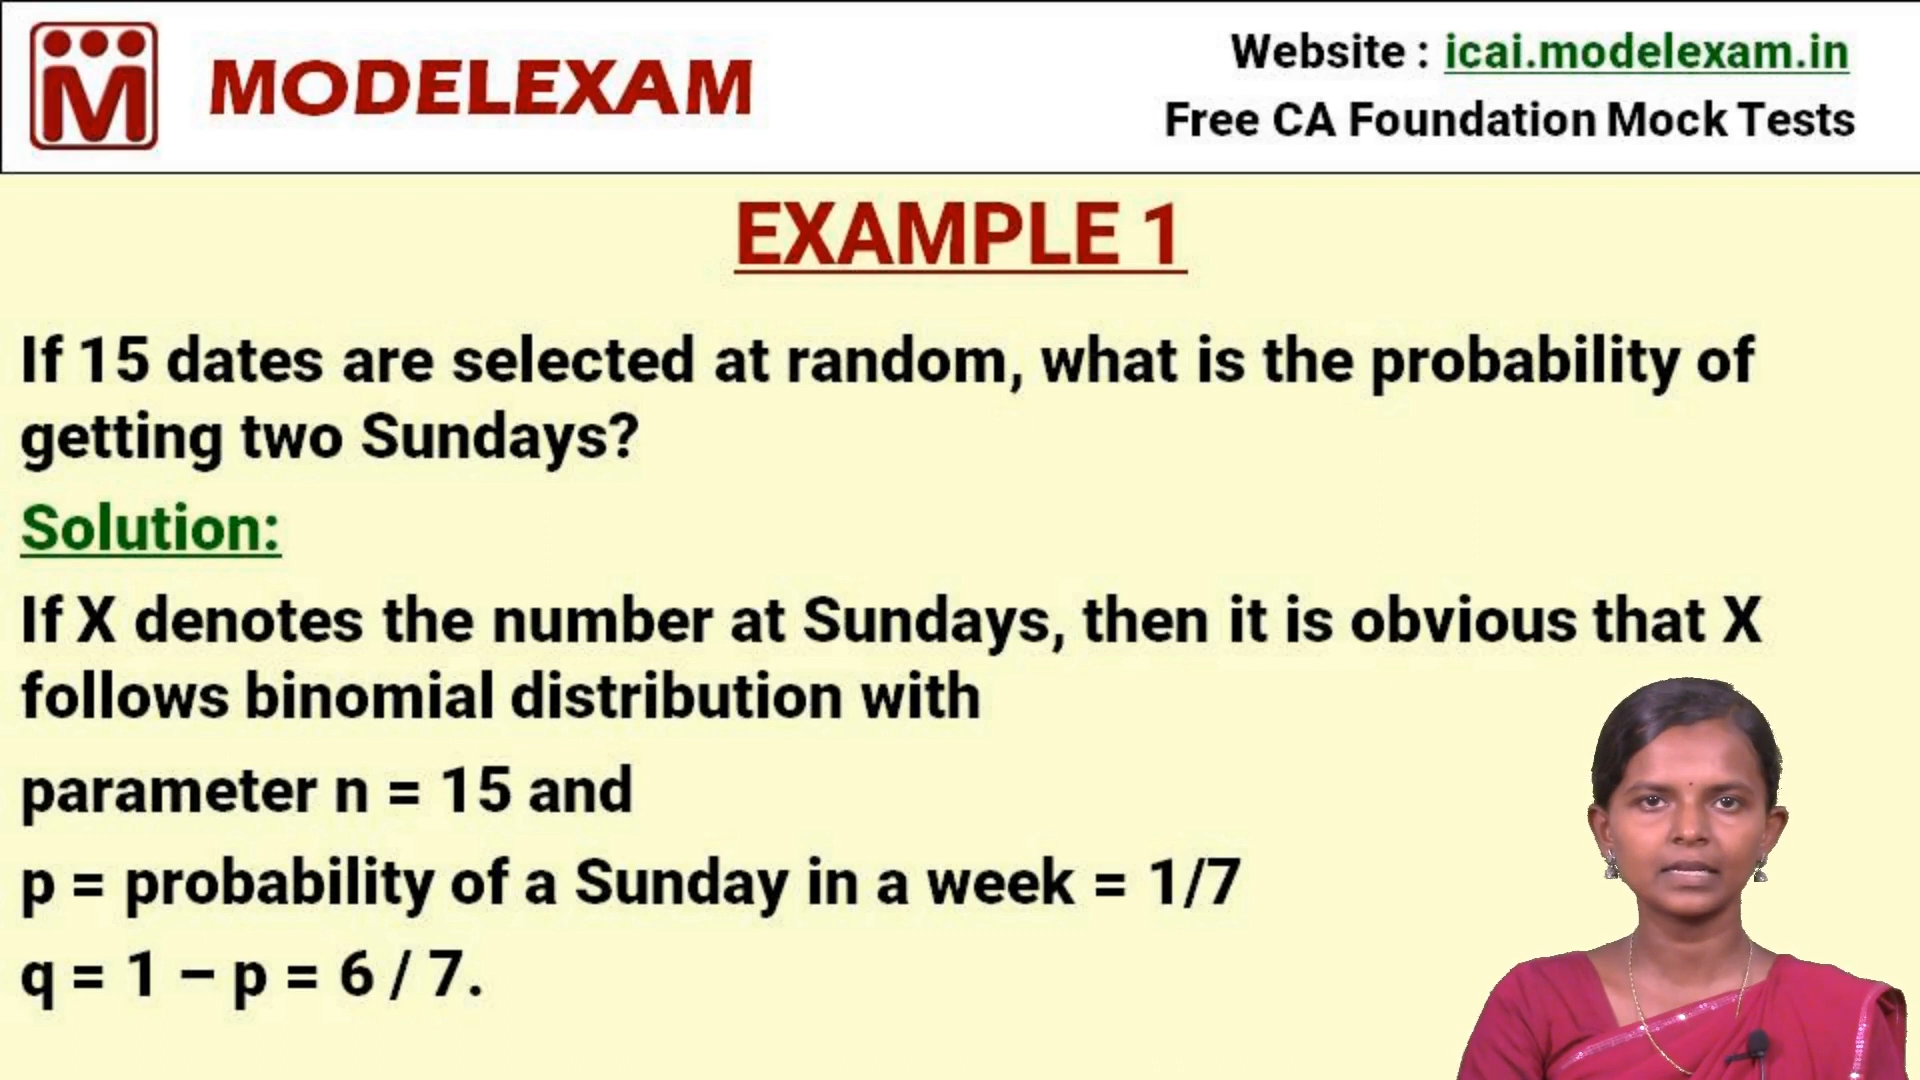 M
MODELEXAM
Website : icai.modelexam.in
Free CA Foundation Mock Tests
EXAMPLE 1
If 15 dates are selected at random, what is the probability of
getting two Sundays?
Solution:
If X denotes the number at Sundays, then it is obvious that X
follows binomial distribution with
parameter n = 15 and
p = probability of a Sunday in a week = 1/7
q = 1 – p = 6 / 7.